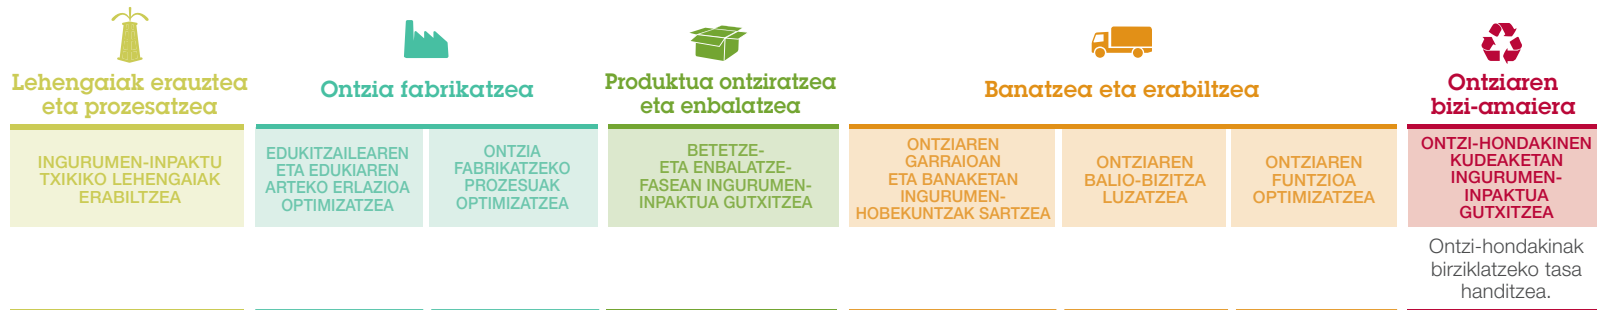 Lehengaiak erauztea
eta prozesatzea
Ontzia fabrikatzea
Produktua ontziratzea
eta enbalatzea
Banatzea eta erabiltzea
Ontziaren
bizi-amaiera
INGURUMEN-INPAKTU
TXIKIKO LEHENGAIAK
ERABILTZEA
EDUKITZAILEAREN
ETA EDUKIAREN
ARTEKO ERLAZIOA
OPTIMIZATZEA
ONTZIA
FABRIKATZEKO
PROZESUAK
OPTIMIZATZEA
BETETZE-
ETA ENBALATZE-
FASEAN INGURUMEN-
INPAKTUA GUTXITZEA
ONTZIAREN
GARRAIOAN
ETA BANAKETAN
INGURUMEN-
HOBEKUNTZAK SARTZEA
ONTZIAREN
BALIO-BIZITZA
LUZATZEA
ONTZIAREN
FUNTZIOA
OPTIMIZATZEA
ONTZI-HONDAKINEN
KUDEAKETAN
INGURUMEN-
INPAKTUA
GUTXITZEA
Ontzi-hondakinak
birziklatzeko tasa
handitzea.